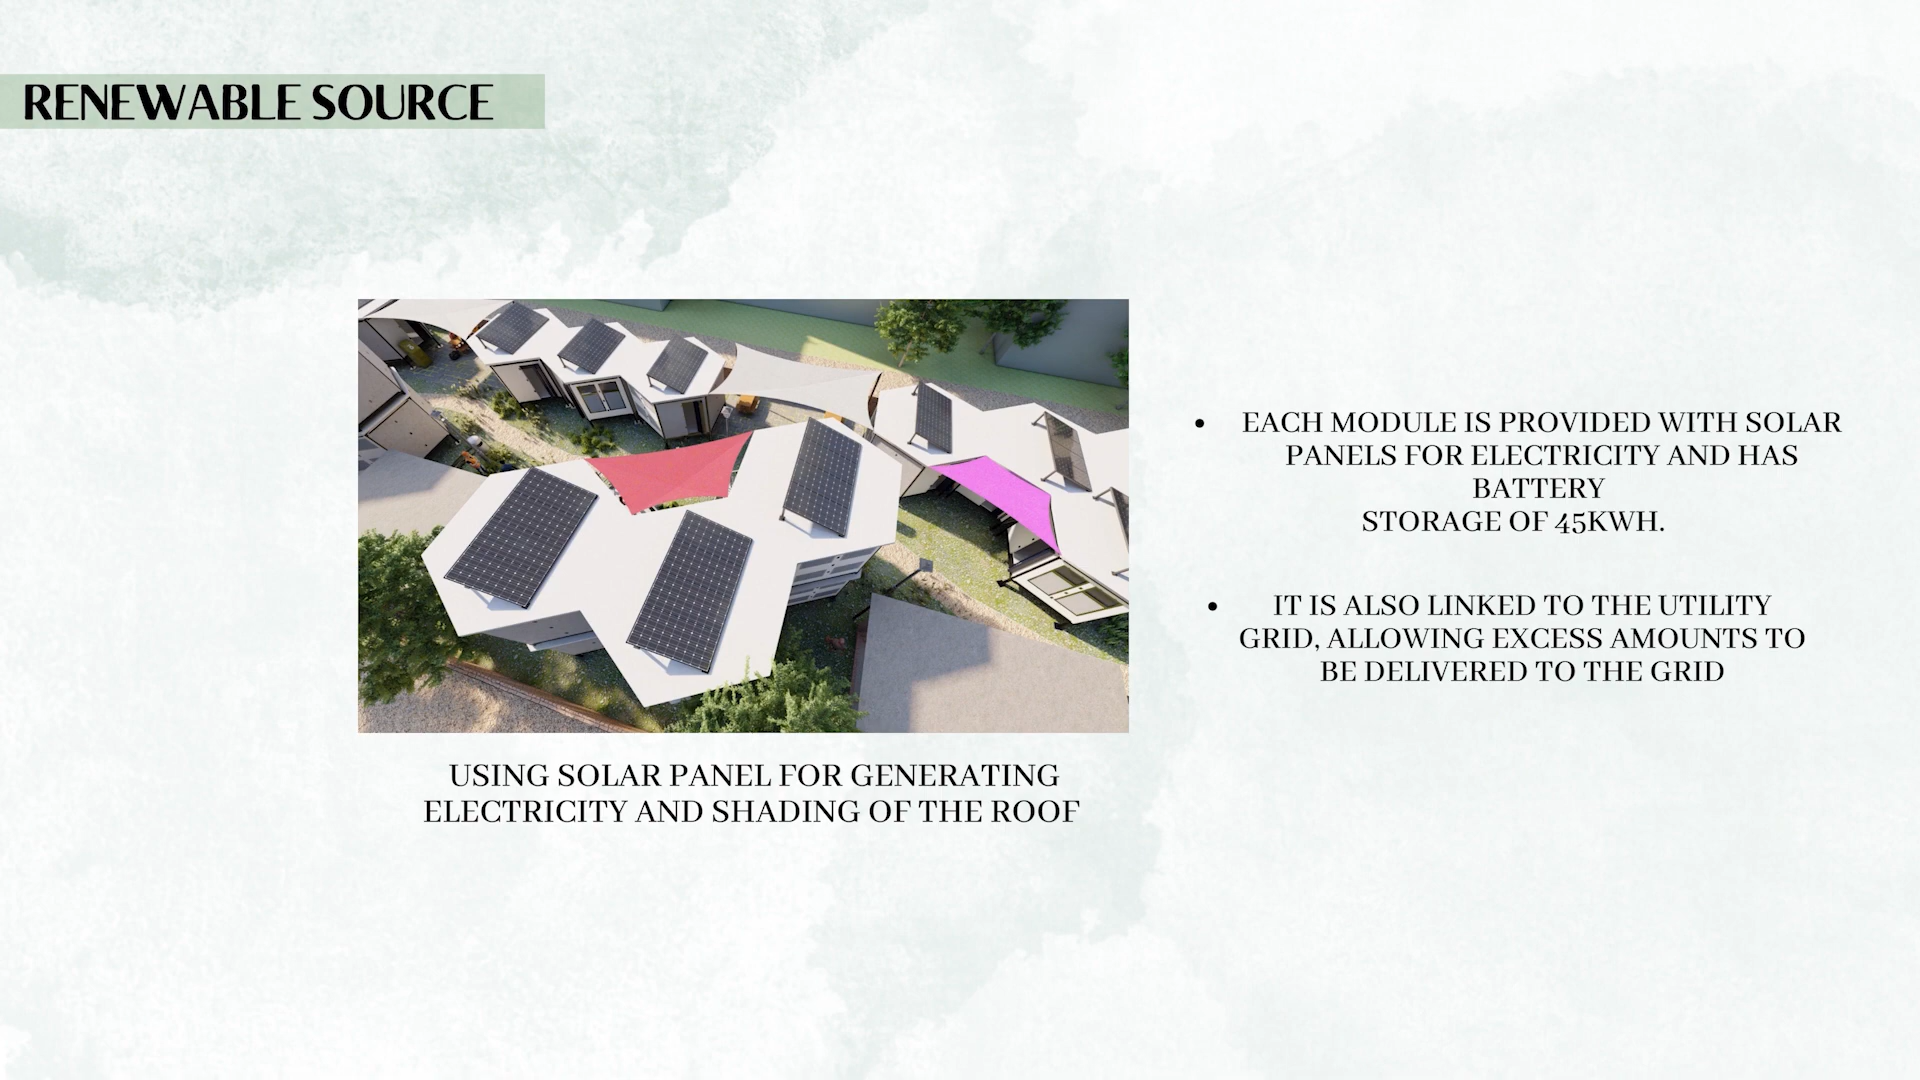 RENEWABLE SOURCE
USING SOLAR PANEL FOR GENERATING
ELECTRICITY AND SHADING OF THE ROOF
• EACH MODULE IS PROVIDED WITH SOLAR
PANELS FOR ELECTRICITY AND HAS
BATTERY
STORAGE OF 45KWH.
• IT IS ALSO LINKED TO THE UTILITY
GRID, ALLOWING EXCESS AMOUNTS TO
BE DELIVERED TO THE GRID